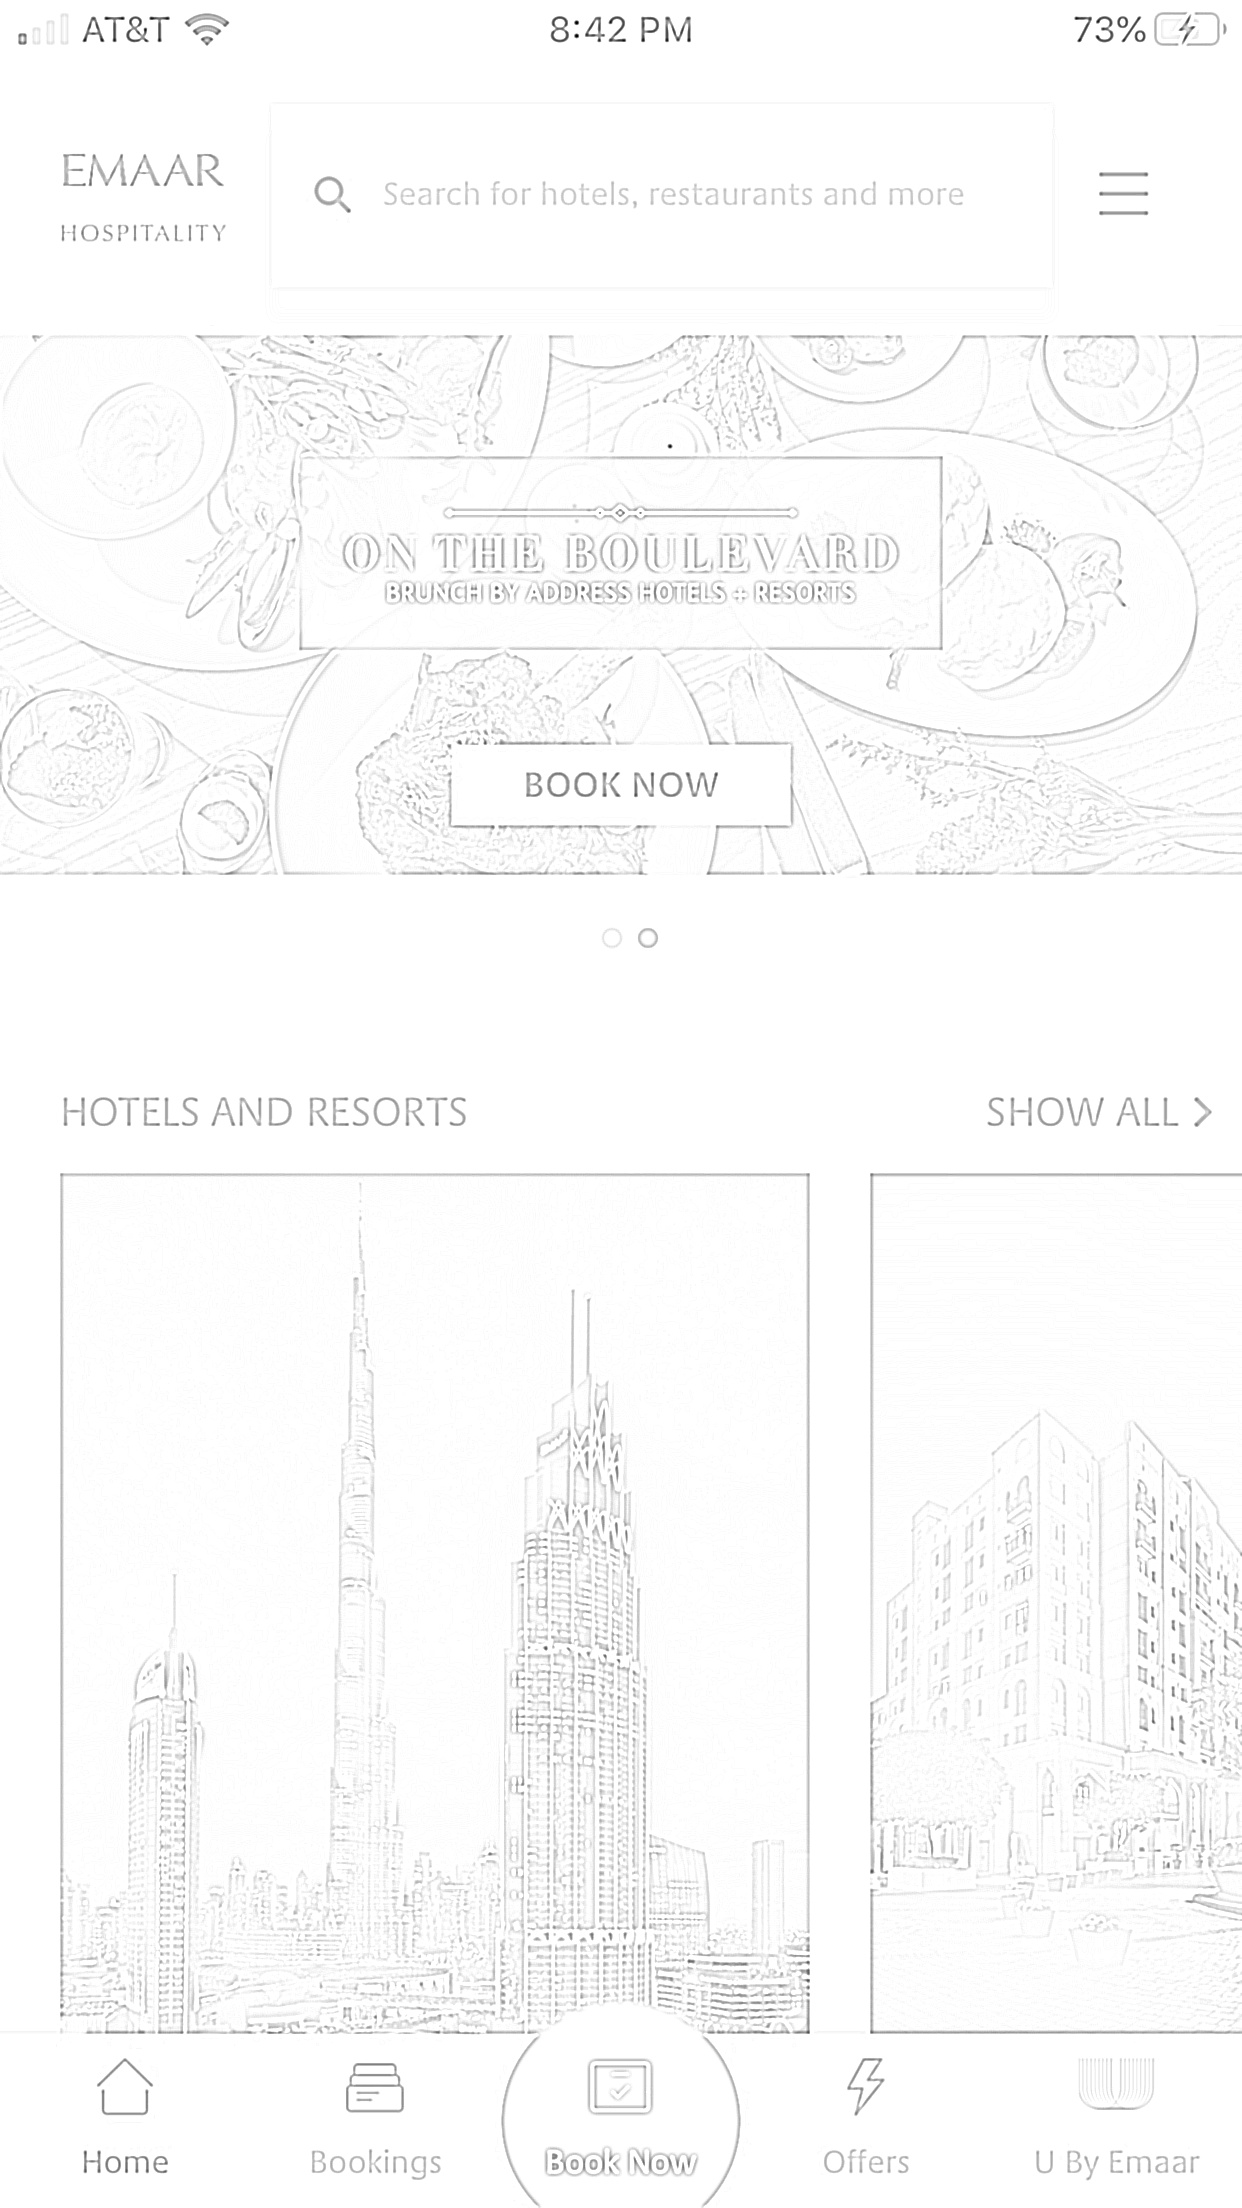 AT&T 8:42 PM 73%
EMAAR
HOSPITALITY
Search for hotels, restaurants and more
ON THE BOULEVARD
BRUNCH BY ADDRESS HOTELS + RESORTS
BOOK NOW
HOTELS AND RESORTS SHOW ALL
Home Bookings Book Now Offers U By Emaar